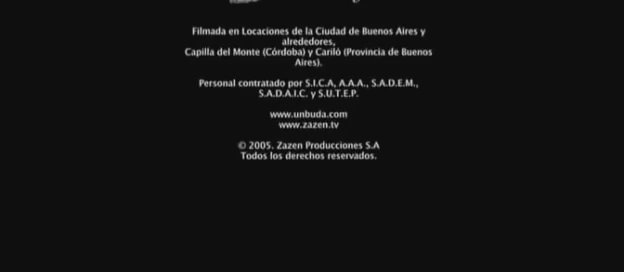 Filmada en Locaciones de la Ciudad de Buenos Aires y
alrededores,
Capilla del Monte (Córdoba) y Cariló (Provincia de Buenos
Aires).
Personal contratado por S.I.C.A, A.A.A., S.A.D.E.M.,
S.A.D.A.I.C. y S.U.T.E.P.
www.unbuda.com
www.zazen.tv
© 2005. Zazen Producciones S.A
Todos los derechos reservados.